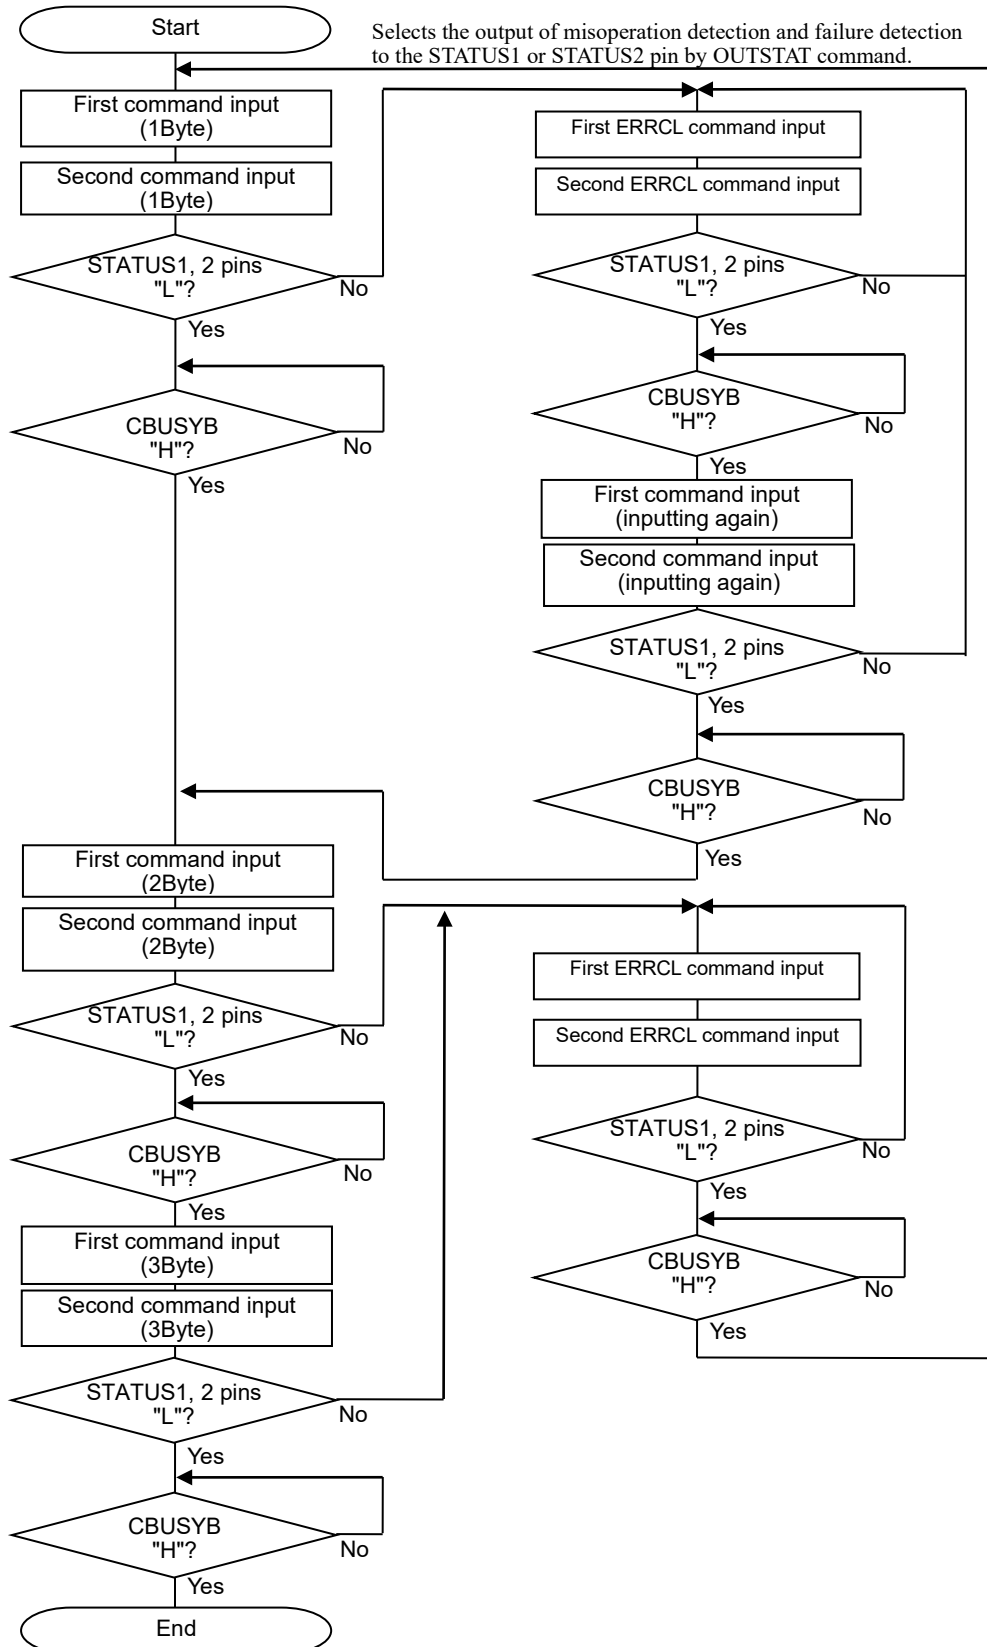 Start
Selects the output of misoperation detection and failure detection
to the STATUS1 or STATUS2 pin by OUTSTAT command.
First command input
(1Byte)
Second command input
(1Byte)
STATUS1, 2 pins
"L"?
No
Yes
CBUSYB
"H"?
No
Yes
First ERRCL command input
Second ERRCL command input
STATUS1, 2 pins
"L"?
No
Yes
CBUSYB
"H"?
No
Yes
First command input
(inputting again)
Second command input
(inputting again)
STATUS1, 2 pins
"L"?
No
Yes
CBUSYB
"H"?
No
Yes
First command input
(2Byte)
Second command input
(2Byte)
STATUS1, 2 pins
"L"?
No
Yes
CBUSYB
"H"?
No
Yes
First command input
(3Byte)
Second command input
(3Byte)
STATUS1, 2 pins
"L"?
No
Yes
CBUSYB
"H"?
No
Yes
End
First ERRCL command input
Second ERRCL command input
STATUS1, 2 pins
"L"?
No
Yes
CBUSYB
"H"?
No
Yes